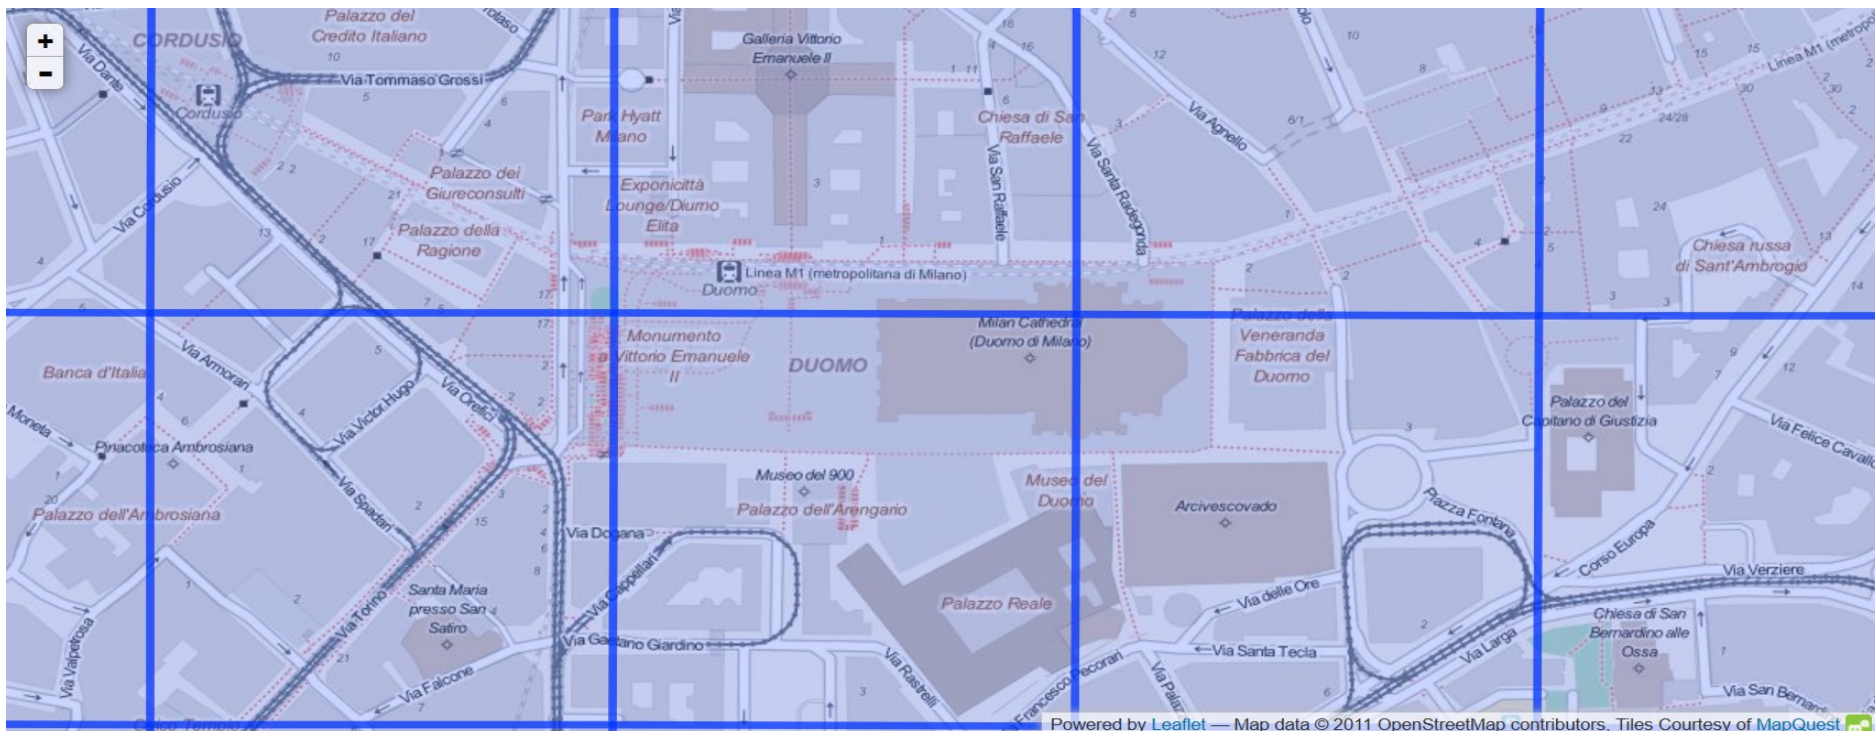 +
-
CORDUSIO
Palazzo del
Credito Italiano
Via Dante
Cordusio
Via Tommaso Grossi
Galleria Vittorio
Emanuele II
Park Hyatt
Milano
Chiesa di San
Raffaele
Via Agnello
Linea M1 (metropol
Via Cordusio
Palazzo dei
Giureconsulti
Palazzo della
Ragione
Exponicittà
Lounge/Diurno
Elita
Via San Raffaele
Via Santa Radegonda
Chiesa russa
di Sant'Ambrogio
Duomo
Linea M1 (metropolitana di Milano)
Banca d'Italia
Via Armorari
Via Victor Hugo
Via Orefici
Monumento
a Vittorio Emanuele
II
DUOMO
Milan Cathedral
(Duomo di Milano)
Palazzo della
Veneranda
Fabbrica del
Duomo
Palazzo del
Capitano di Giustizia
Via Felice Cavallo
Moneta
Pinacoteca Ambrosiana
Palazzo dell'Ambrosiana
Via Spadari
Museo del 900
Palazzo dell'Arengario
Museo del
Duomo
Arcivescovado
Piazza Fontana
Corso Europa
Via Verziere
Via Dogana
Via Cappellari
Via Torino
Santa Maria
presso San
Satiro
Palazzo Reale
Via delle Ore
Via Larga
Chiesa di San
Bernardino alle
Ossa
Via Valpetrosa
Via Falcone
Via Gaetano Giardino
Via Rastrelli
Francesco Pecorari
Via Santa Tecla
Via Palaz
Via San Bernar
Powered by Leaflet — Map data © 2011 OpenStreetMap contributors, Tiles Courtesy of MapQuest